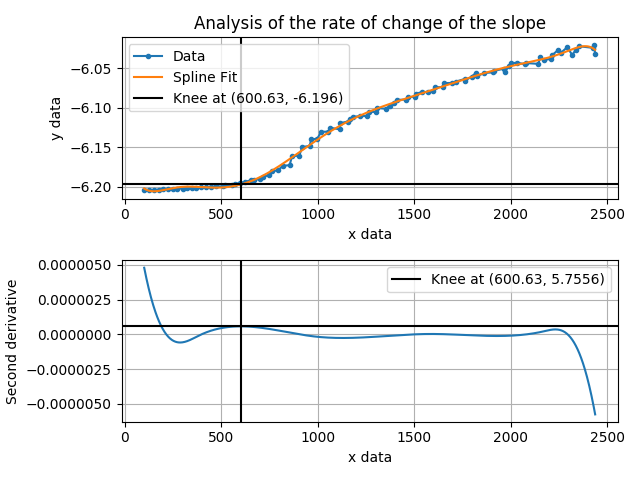 Analysis of the rate of change of the slope
Data
Spline Fit
Knee at (600.63, -6.196)
y data
−6.05
−6.10
−6.15
−6.20
0 500 1000 1500 2000 2500
x data
Knee at (600.63, 5.7556)
Second derivative
0.0000050
0.0000025
0.0000000
−0.0000025
−0.0000050
0 500 1000 1500 2000 2500
x data